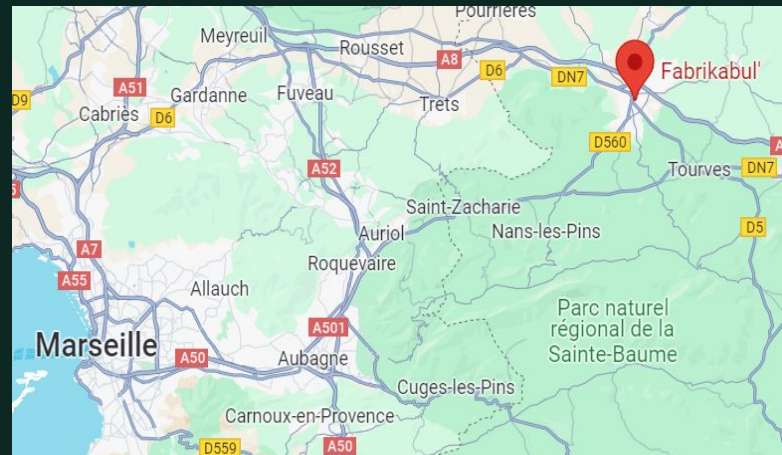 Pourrières
Meyreuil
Rousset
A8
D6
DN7
Fabrikabul'
A51
D9
Gardanne
Fuveau
Cabriès
D6
Trets
D560
A52
Tourves
DN7
Saint-Zacharie
D5
Auriol
Nans-les-Pins
A7
Roquevaire
A55
Allauch
Parc naturel
régional de la
Sainte-Baume
A501
Marseille
A50
Aubagne
Cuges-les-Pins
Carnoux-en-Provence
D559
A50